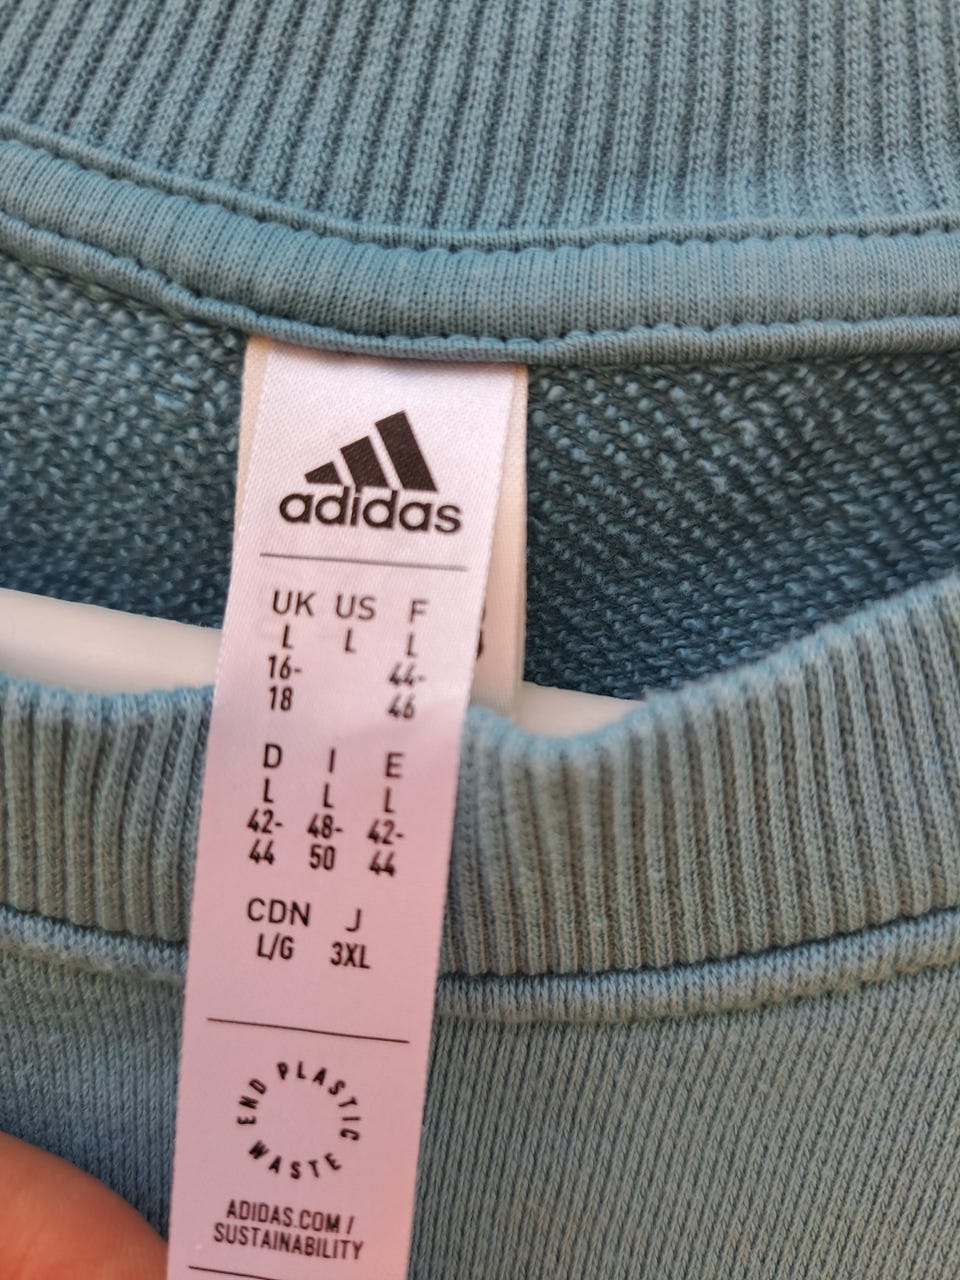 adidas
UK US F
L L L
16- 44-
18 46
D I E
L L L
42- 48- 42-
44 50 44
CDN J
L/G 3XL
END PLASTIC WASTE
ADIDAS.COM /
SUSTAINABILITY